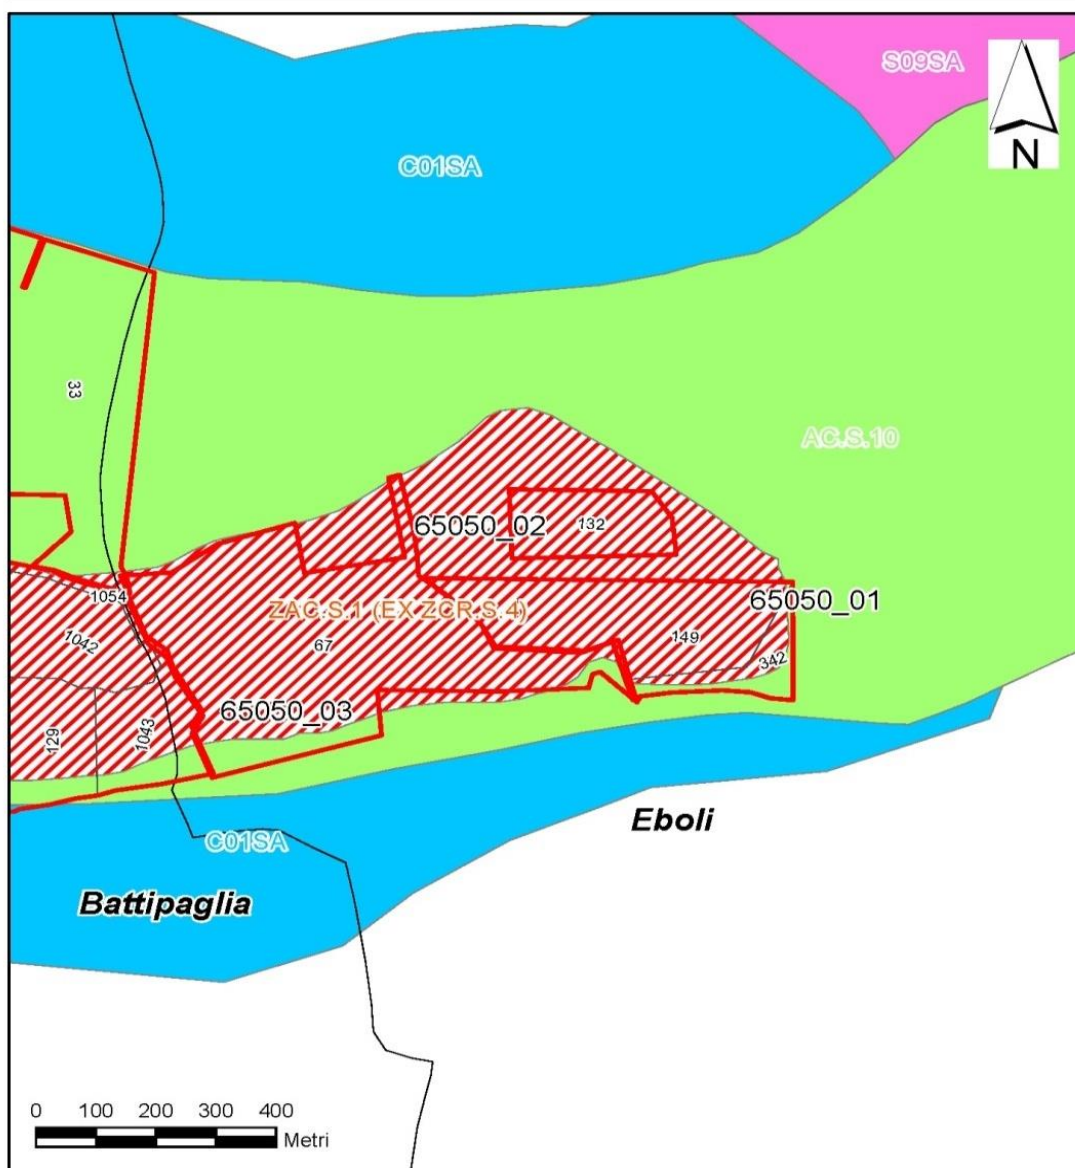 S09SA
N
C01SA
33
AC.S.10
65050_02
132
1054
ZAC.S.1 (EX ZCR.S.4)
65050_01
1042
67
149
342
65050_03
129
1043
Eboli
C01SA
Battipaglia
0 100 200 300 400
Metri